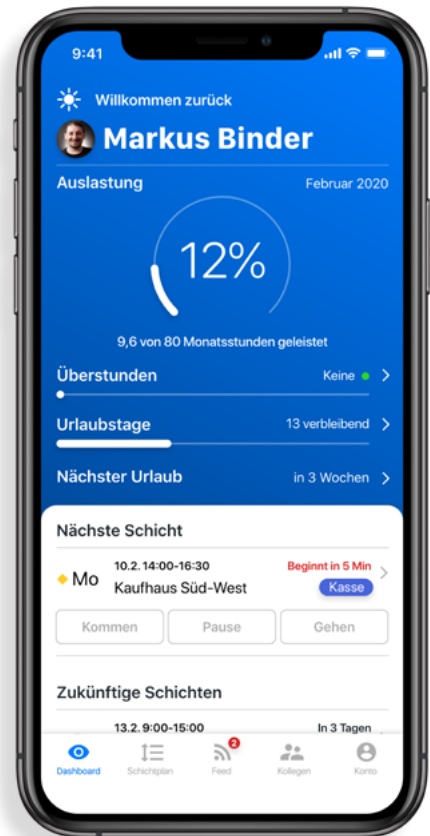 9:41
Willkommen zurück
Markus Binder
Auslastung Februar 2020
12%
9,6 von 80 Monatsstunden geleistet
Überstunden Keine
Urlaubstage 13 verbleibend
Nächster Urlaub in 3 Wochen
Nächste Schicht
10.2. 14:00-16:30 Beginnt in 5 Min
Mo Kaufhaus Süd-West Kasse
Kommen Pause Gehen
Zukünftige Schichten
13.2. 9:00-15:00 In 3 Tagen
2
Dashboard Schichtplan Feed Kollegen Konto